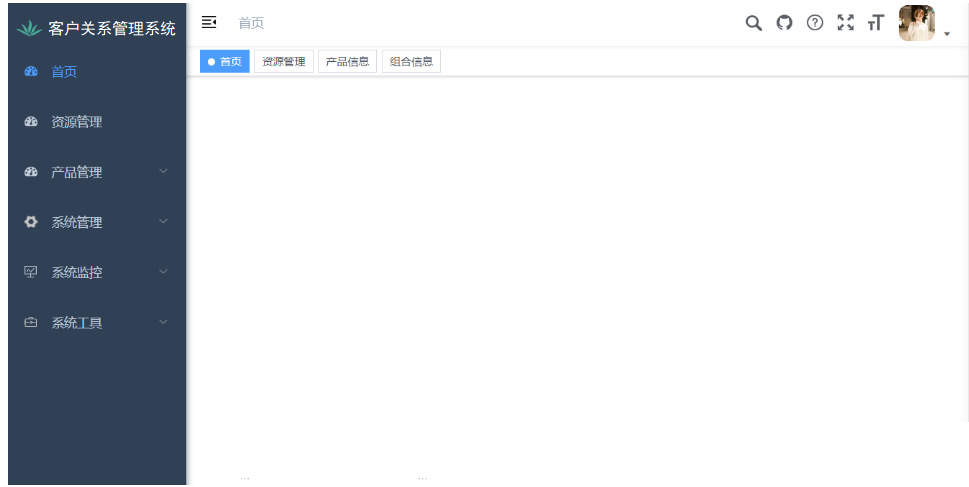 客户关系管理系统
首页
首页
资源管理
产品管理
系统管理
系统监控
系统工具
首页
资源管理
产品信息
组合信息
...
...